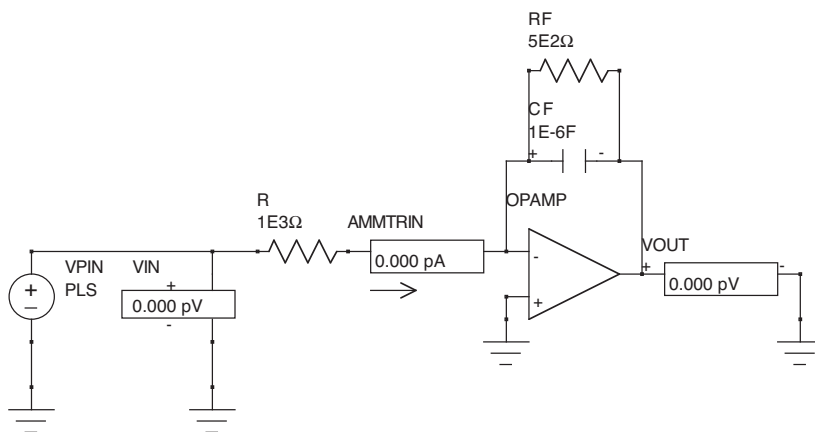 RF
5E2Ω
CF
1E-6F
+
-
R
1E3Ω
AMMTRIN
0.000 pA
OPAMP
-
+
VOUT
+
-
0.000 pV
VPIN
PLS
+
–
VIN
+
0.000 pV
-